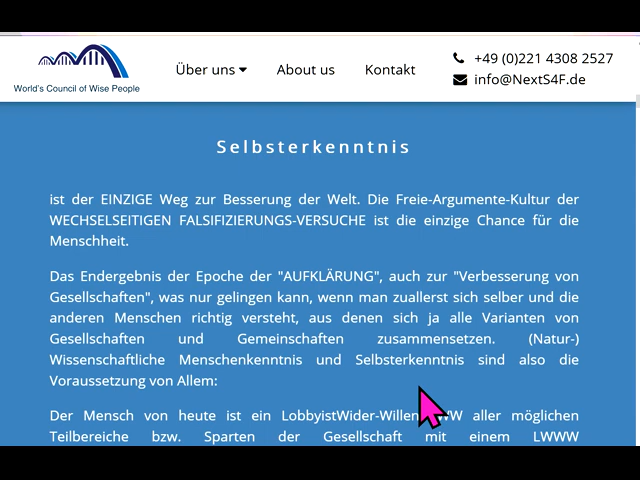 World's Council of Wise People
Über uns
About us
Kontakt
+49 (0)221 4308 2527
info@NextS4F.de
Selbsterkenntnis
ist der EINZIGE Weg zur Besserung der Welt. Die Freie-Argumente-Kultur der
WECHSELSEITIGEN FALSIFIZIERUNGS-VERSUCHE ist die einzige Chance für die
Menschheit.
Das Endergebnis der Epoche der "AUFKLÄRUNG", auch zur "Verbesserung von
Gesellschaften", was nur gelingen kann, wenn man zuallerst sich selber und die
anderen Menschen richtig versteht, aus denen sich ja alle Varianten von
Gesellschaften und Gemeinschaften zusammensetzen. (Natur-)
Wissenschaftliche Menschenkenntnis und Selbsterkenntnis sind also die
Voraussetzung von Allem:
Der Mensch von heute ist ein aller möglichen
Teilbereiche bzw. Sparten der Gesellschaft mit einem LWWW